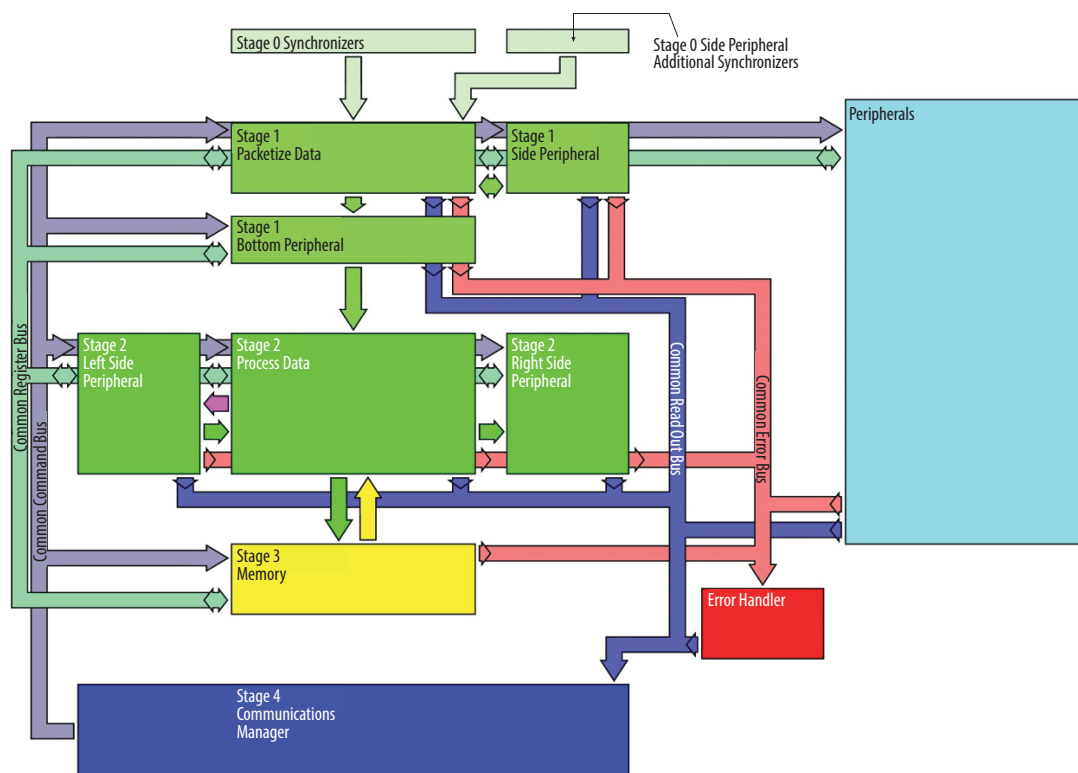 Stage 0 Synchronizers
Stage 0 Side Peripheral
Additional Synchronizers
Peripherals
Stage 1
Packetize Data
Stage 1
Side Peripheral
Stage 1
Bottom Peripheral
Stage 2
Left Side
Peripheral
Stage 2
Process Data
Stage 2
Right Side
Peripheral
Common Register Bus
Common Command Bus
Common Read Out Bus
Common Error Bus
Stage 3
Memory
Error Handler
Stage 4
Communications
Manager